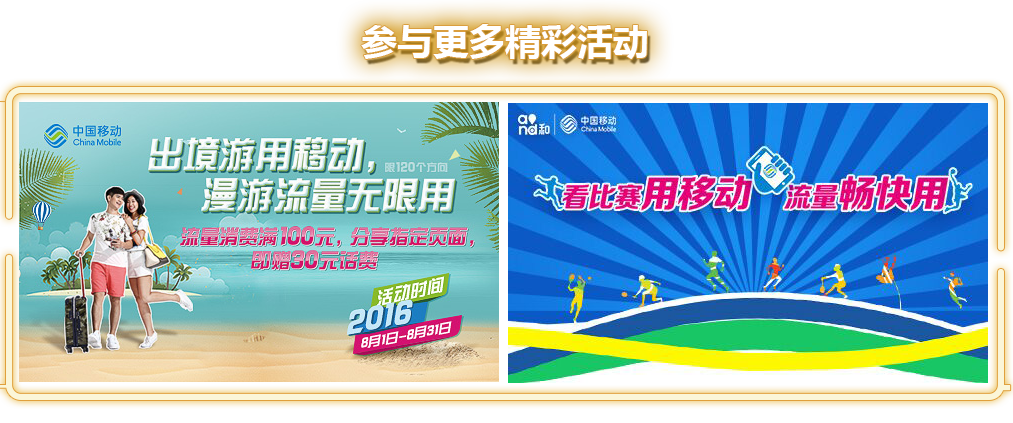 参与更多精彩活动
中国移动
China Mobile
出境游用移动，
限120个方向
漫游流量无限用
流量消费满100元，分享指定页面，
即赠30元话费
活动时间
2016
8月1日-8月31日
and和
中国移动
China Mobile
看比赛用移动 流量畅快用